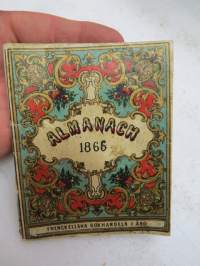 ALMANACH
1866
FRENCKELLSKA BOKHANDELN I ÅBO